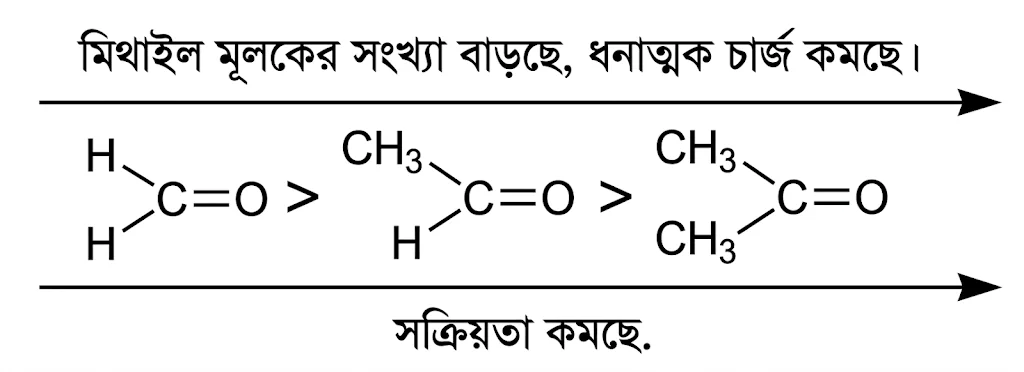 মিথাইল মূলকের সংখ্যা বাড়ছে, ধনাত্মক চার্জ কমছে।
H CH₃ CH₃
C=O > C=O > C=O
H H CH₃
সক্রিয়তা কমছে.